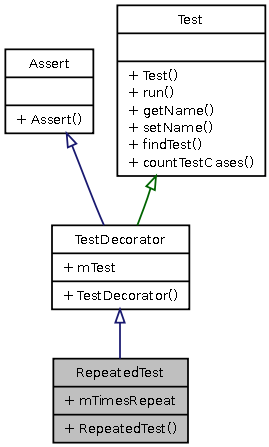 Test
+ Test()
+ run()
+ getName()
+ setName()
+ findTest()
+ countTestCases()
Assert
+ Assert()
TestDecorator
+ mTest
+ TestDecorator()
RepeatedTest
+ mTimesRepeat
+ RepeatedTest()